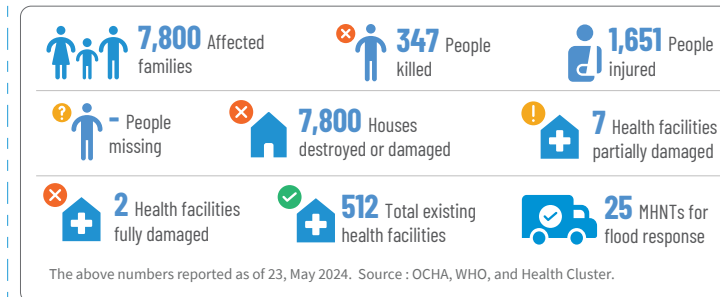 7,800 Affected
families
347 People
killed
1,651 People
injured
- People
missing
7,800 Houses
destroyed or damaged
7 Health facilities
partially damaged
2 Health facilities
fully damaged
512 Total existing
health facilities
25 MHNTs for
flood response
The above numbers reported as of 23, May 2024. Source : OCHA, WHO, and Health Cluster.